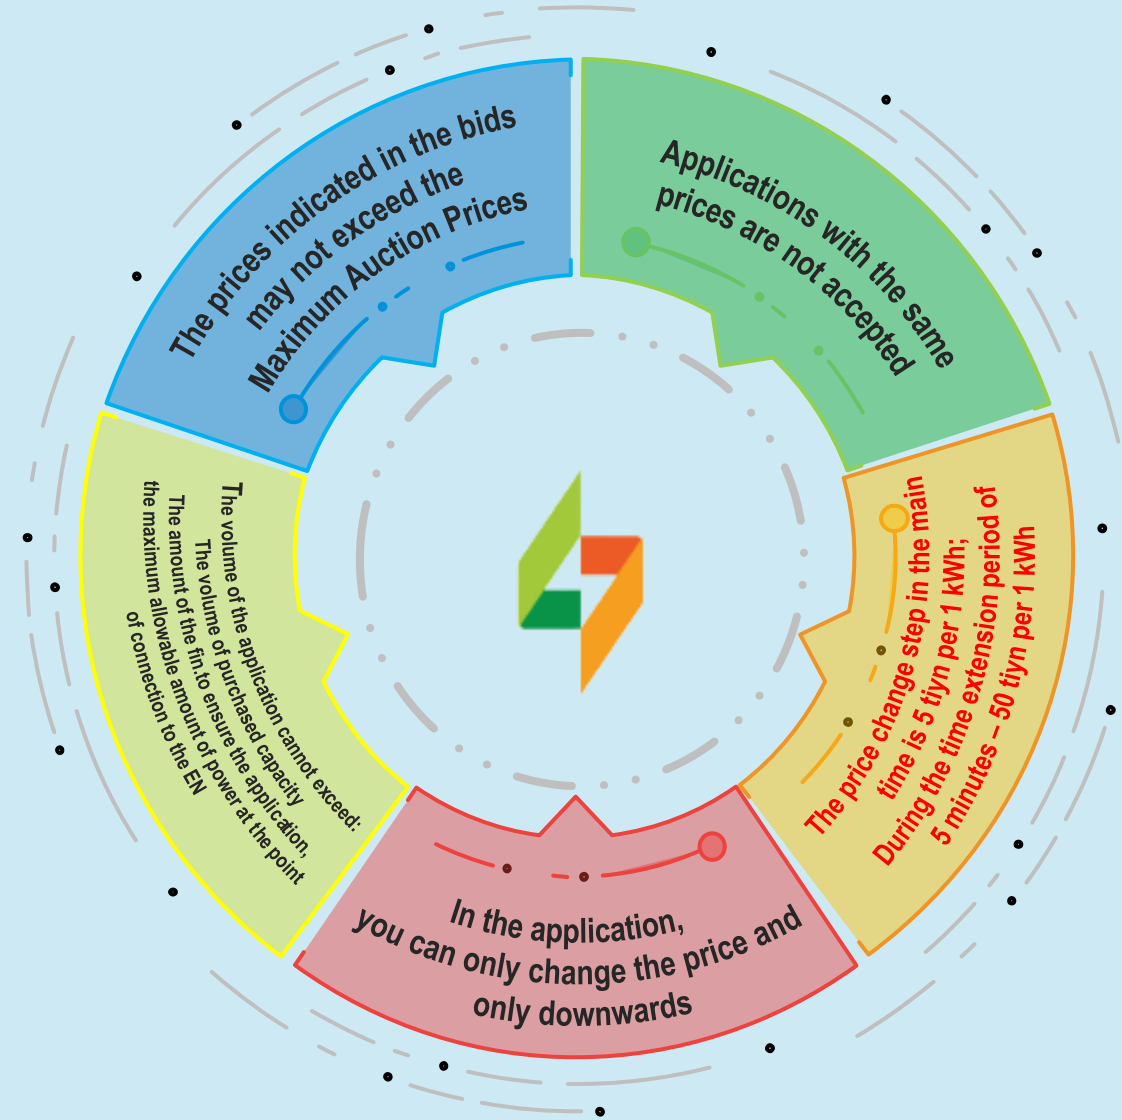 The prices indicated in the bids
may not exceed the
Maximum Auction Prices
Applications with the same
prices are not accepted
The price change step in the main
time is 5 tiyn per 1 kWh;
During the time extension period of
5 minutes – 50 tiyn per 1 kWh
In the application,
you can only change the price and
only downwards
The volume of the application cannot exceed:
The volume of purchased capacity
The amount of the fin.to ensure the application,
the maximum allowable amount of power at the point
of connection to the EN